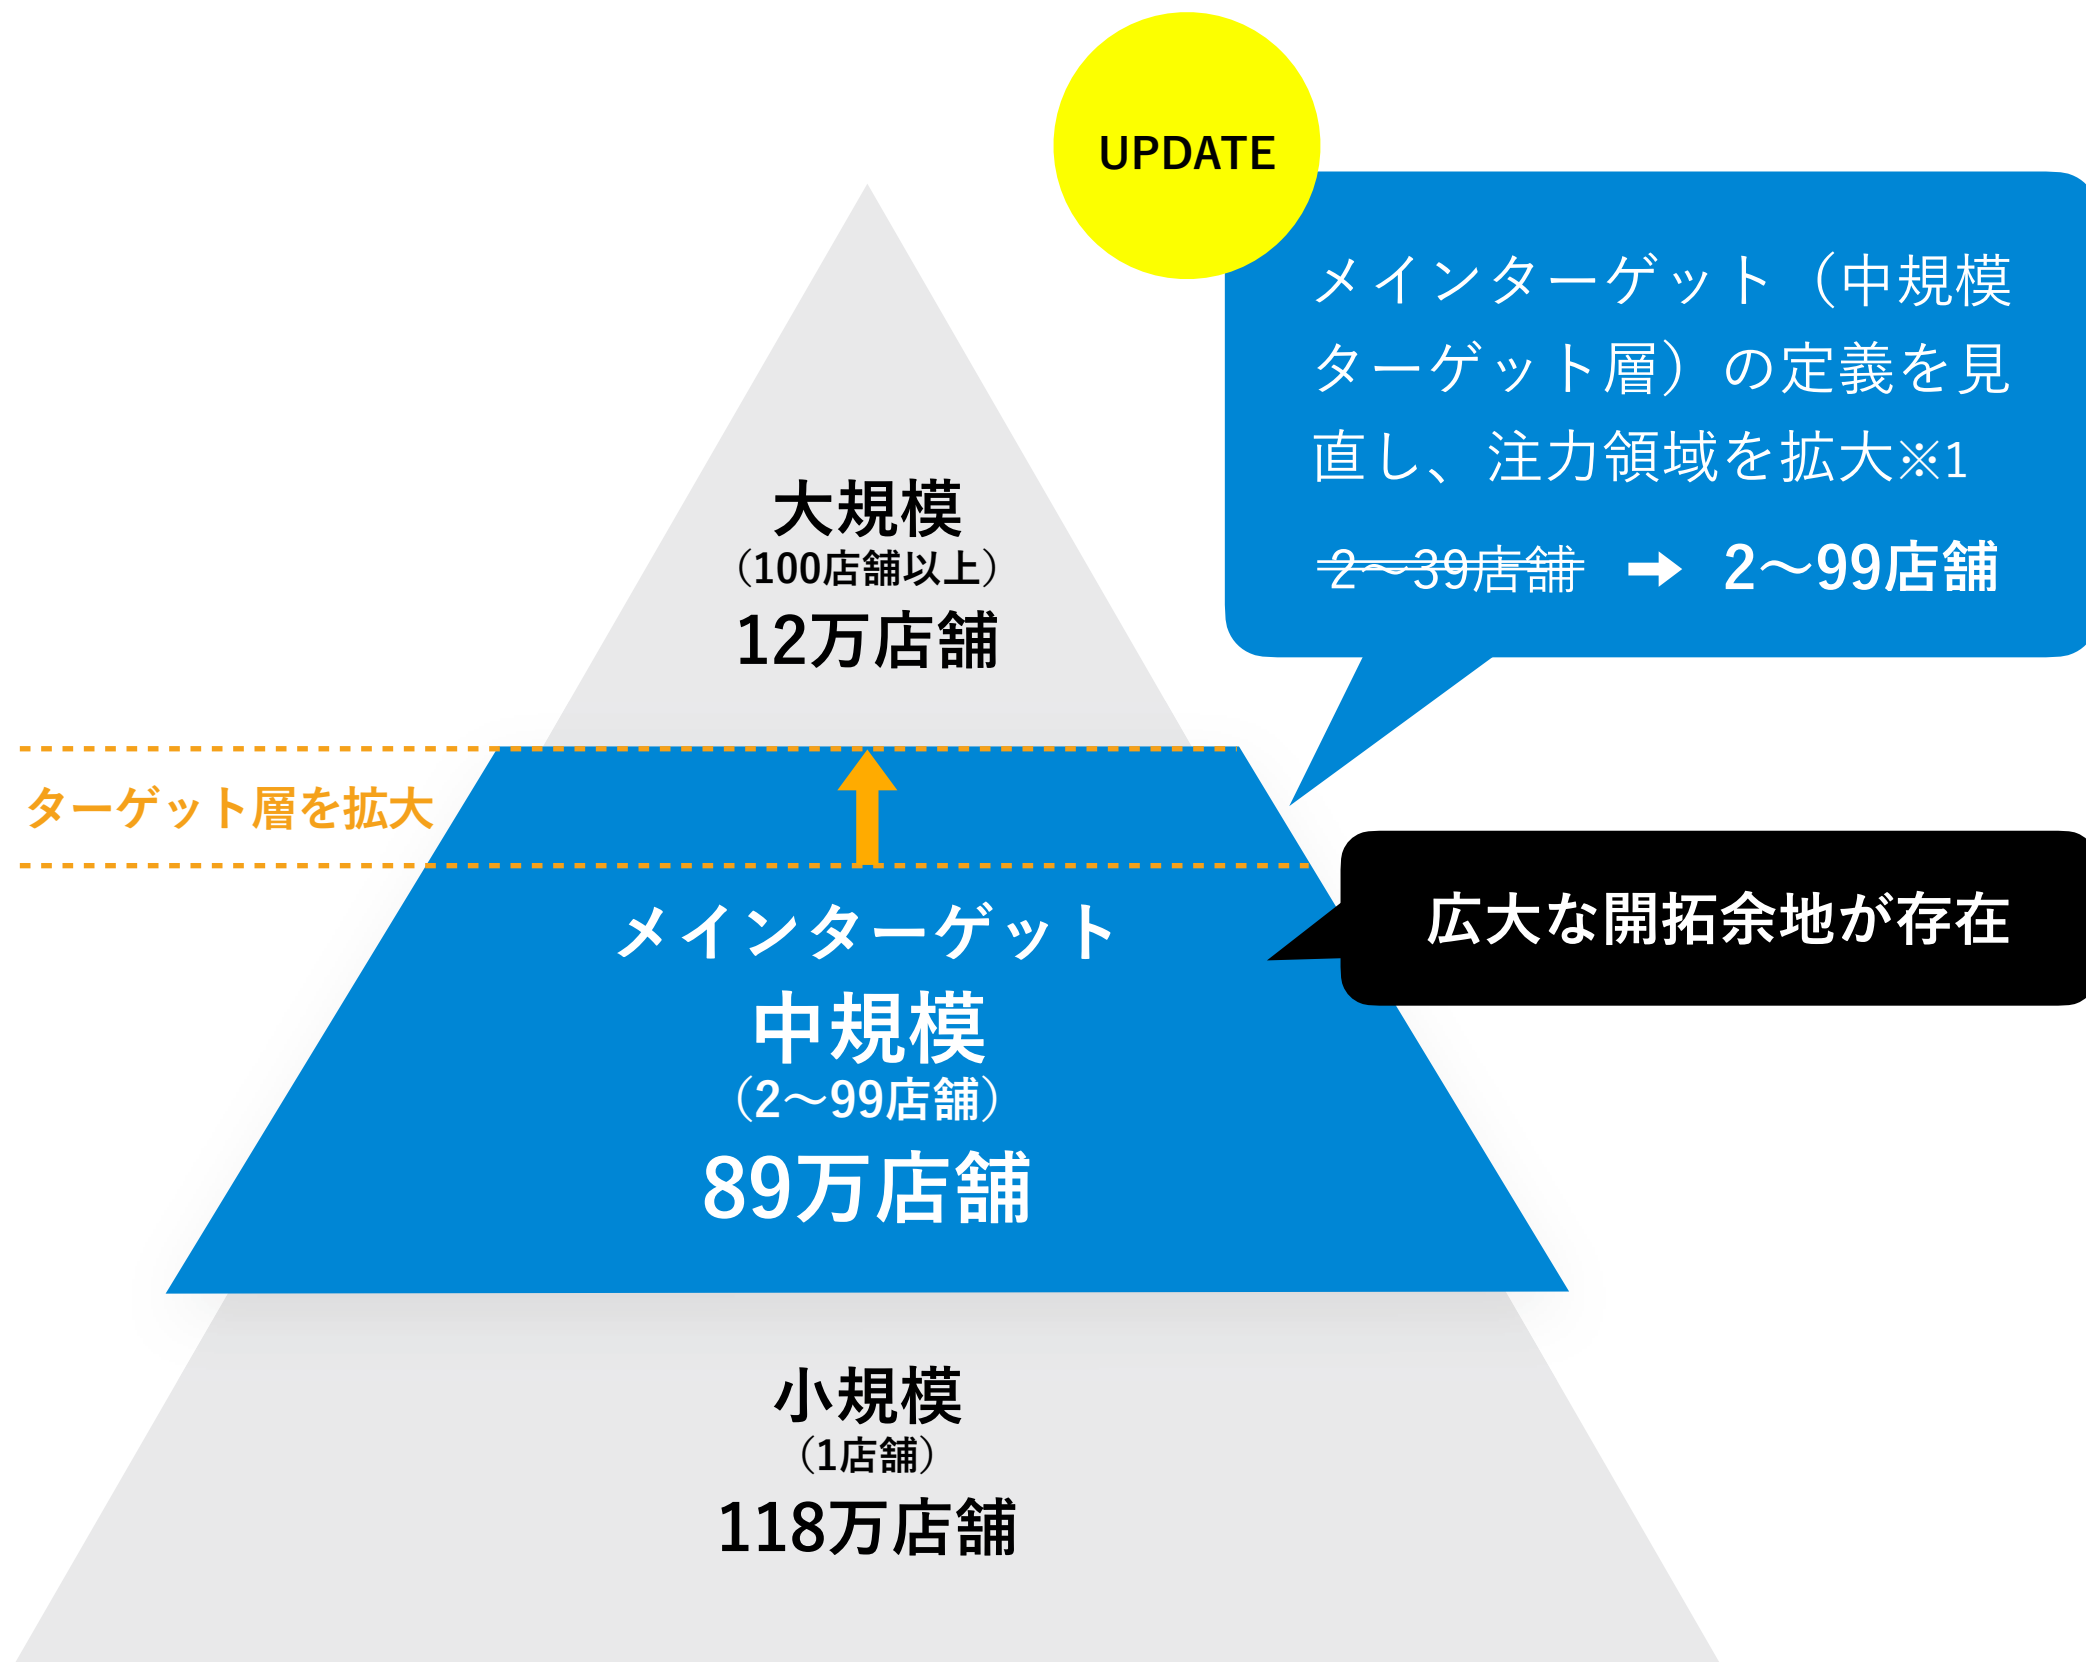 UPDATE
メインターゲット（中規模
ターゲット層）の定義を見
直し、注力領域を拡大※1
2〜39店舗 → 2〜99店舗
大規模
（100店舗以上）
12万店舗
ターゲット層を拡大
広大な開拓余地が存在
メインターゲット
中規模
（2〜99店舗）
89万店舗
小規模
（1店舗）
118万店舗